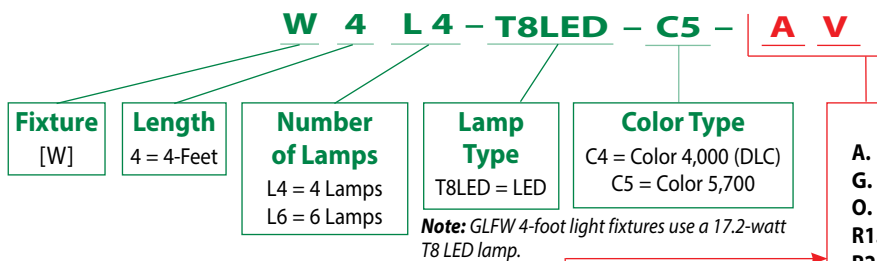 W 4 L 4 – T8LED – C5 – A V
Fixture
[W]
Length
4 = 4-Feet
Number
of Lamps
L4 = 4 Lamps
L6 = 6 Lamps
Lamp
Type
T8LED = LED
Color Type
C4 = Color 4,000 (DLC)
C5 = Color 5,700
Note: GLFW 4-foot light fixtures use a 17.2-watt
T8 LED lamp.
A.
G.
O.
R1.